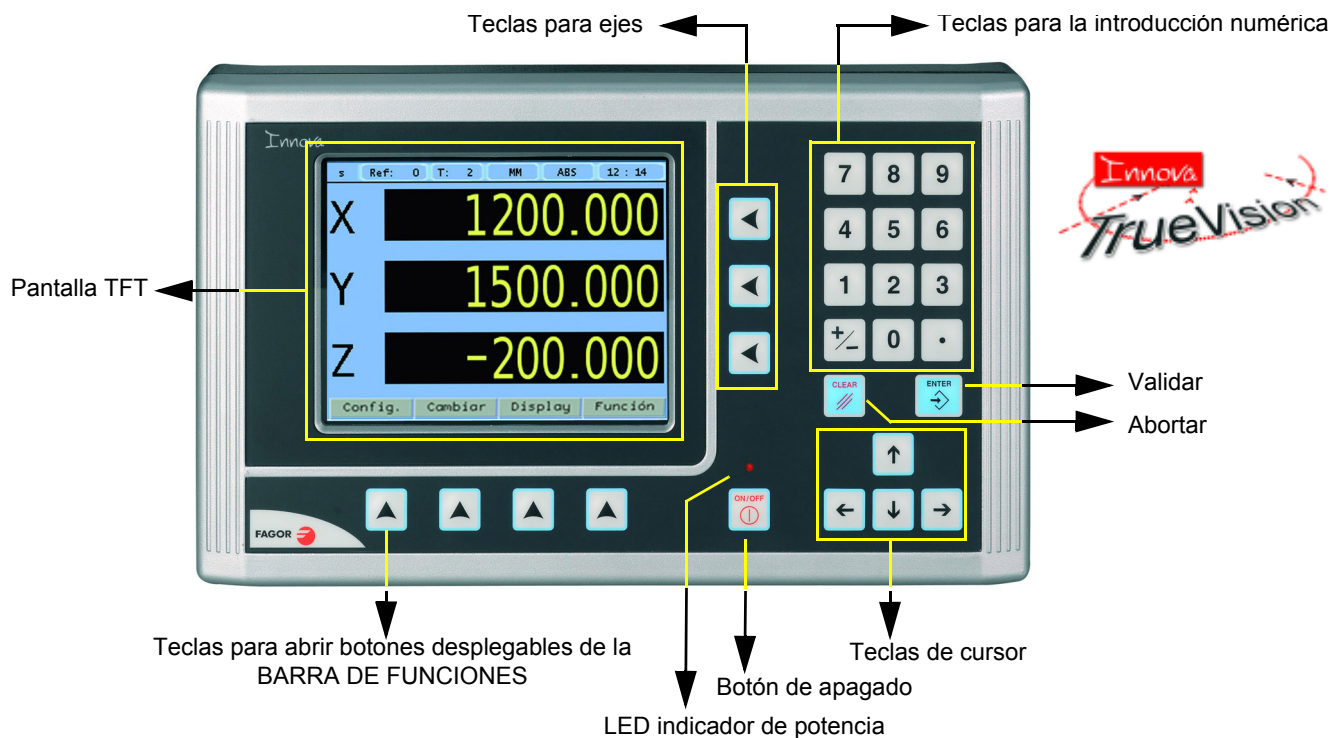 Teclas para ejes
Teclas para la introducción numérica
Innova
s Ref: 0 T: 2 MM ABS 12 : 14
X 1200.000
Y 1500.000
Z -200.000
Config. Cambiar Display Función
Pantalla TFT
7 8 9
4 5 6
1 2 3
+/- 0 .
CLEAR
ENTER
Innova
TrueVision
Validar
Abortar
ON/OFF
FAGOR
Teclas para abrir botones desplegables de la
BARRA DE FUNCIONES
Teclas de cursor
Botón de apagado
LED indicador de potencia